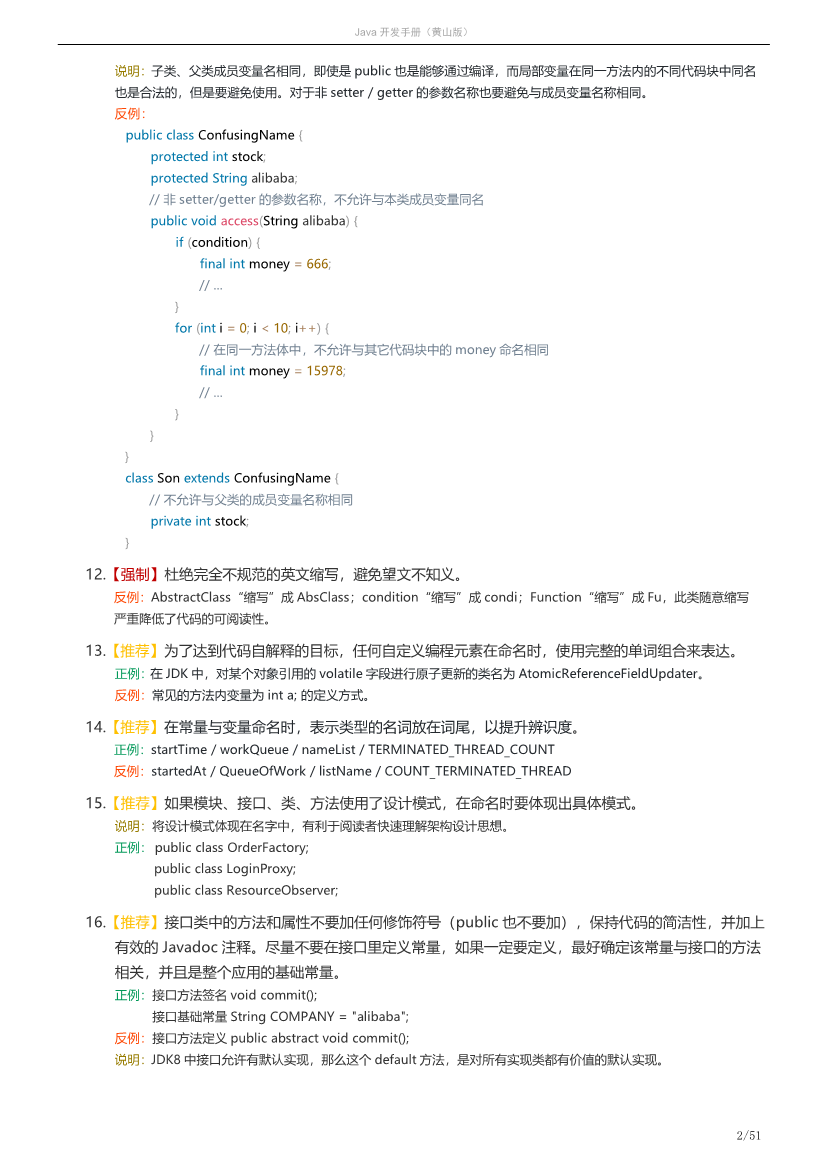 Java 开发手册（黄山版）
说明：子类、父类成员变量名相同，即使是 public 也是能够通过编译，而局部变量在同一方法内的不同代码块中同名
也是合法的，但是要避免使用。对于非 setter / getter 的参数名称也要避免与成员变量名称相同。
反例：
public class ConfusingName {
protected int stock;
protected String alibaba;
// 非 setter/getter 的参数名称，不允许与本类成员变量同名
public void access(String alibaba) {
if (condition) {
final int money = 666;
// ...
}
for (int i = 0; i < 10; i++) {
// 在同一方法体中，不允许与其它代码块中的 money 命名相同
final int money = 15978;
// ...
}
}
}
class Son extends ConfusingName {
// 不允许与父类的成员变量名称相同
private int stock;
}
12.【强制】杜绝完全不规范的英文缩写，避免望文不知义。
反例：AbstractClass“缩写”成 AbsClass；condition“缩写”成 condi；Function“缩写”成 Fu，此类随意缩写
严重降低了代码的可阅读性。
13.【推荐】为了达到代码自解释的目标，任何自定义编程元素在命名时，使用完整的单词组合来表达。
正例：在 JDK 中，对某个对象引用的 volatile 字段进行原子更新的类名为 AtomicReferenceFieldUpdater。
反例：常见的方法内变量为 int a; 的定义方式。
14.【推荐】在常量与变量命名时，表示类型的名词放在词尾，以提升辨识度。
正例：startTime / workQueue / nameList / TERMINATED_THREAD_COUNT
反例：startedAt / QueueOfWork / listName / COUNT_TERMINATED_THREAD
15.【推荐】如果模块、接口、类、方法使用了设计模式，在命名时要体现出具体模式。
说明：将设计模式体现在名字中，有利于阅读者快速理解架构设计思想。
正例： public class OrderFactory;
public class LoginProxy;
public class ResourceObserver;
16.【推荐】接口类中的方法和属性不要加任何修饰符号（public 也不要加），保持代码的简洁性，并加上
有效的 Javadoc 注释。尽量不要在接口里定义常量，如果一定要定义，最好确定该常量与接口的方法
相关，并且是整个应用的基础常量。
正例：接口方法签名 void commit();
接口基础常量 String COMPANY = "alibaba";
反例：接口方法定义 public abstract void commit();
说明：JDK8 中接口允许有默认实现，那么这个 default 方法，是对所有实现类都有价值的默认实现。
2/51